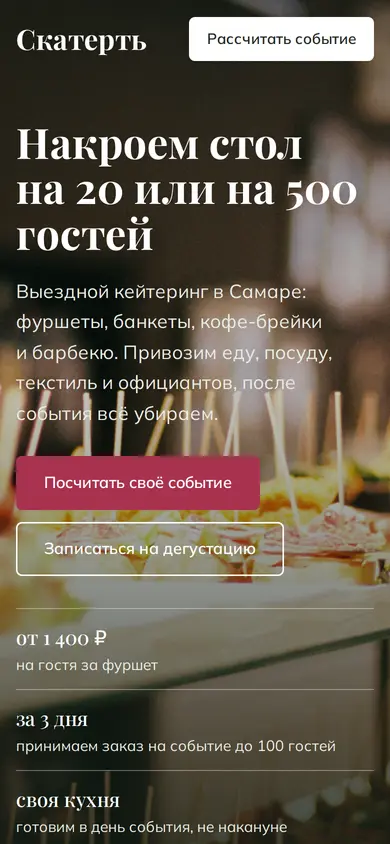 Скатерть
Рассчитать событие
Накроем стол
на 20 или на 500
гостей
Выездной кейтеринг в Самаре:
фуршеты, банкеты, кофе-брейки
и барбекю. Привозим еду, посуду,
текстиль и официантов, после
события всё убираем.
Посчитать своё событие
Записаться на дегустацию
от 1 400 ₽
на гостя за фуршет
за 3 дня
принимаем заказ на событие до 100 гостей
своя кухня
готовим в день события, не накануне